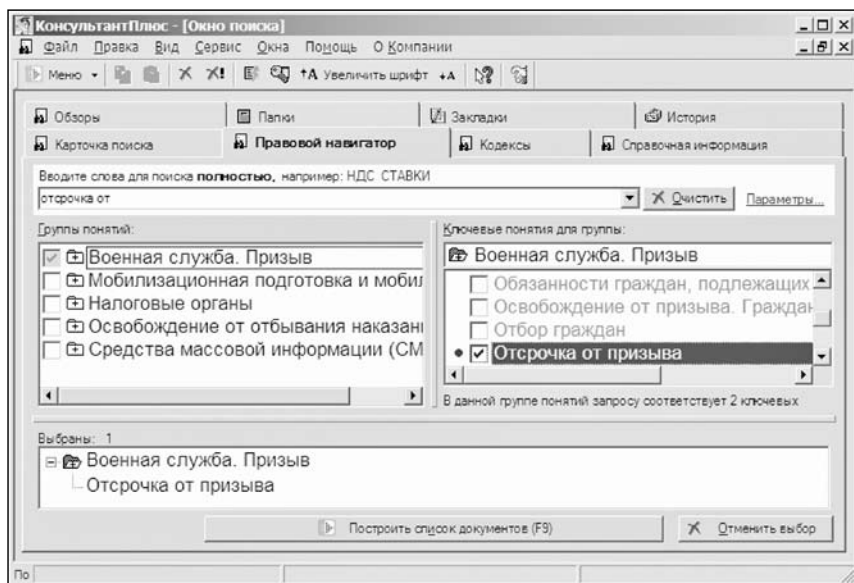 КонсультантПлюс - [Окно поиска]
Файл Правка Вид Сервис Окна Помощь О Компании
Меню Увеличить шрифт
Обзоры Папки Закладки История
Карточка поиска Правовой навигатор Кодексы Справочная информация
Вводите слова для поиска полностью, например: НДС СТАВКИ
отсрочка от Очистить Параметры...
Группы понятий:
Военная служба. Призыв
Мобилизационная подготовка и мобил
Налоговые органы
Освобождение от отбывания наказан
Средства массовой информации (СМ
Ключевые понятия для группы:
Военная служба. Призыв
Обязанности граждан, подлежащих
Освобождение от призыва. Граждан
Отбор граждан
Отсрочка от призыва
В данной группе понятий запросу соответствует 2 ключевых
Выбраны: 1
Военная служба. Призыв
Отсрочка от призыва
Построить список документов (F9) Отменить выбор
По